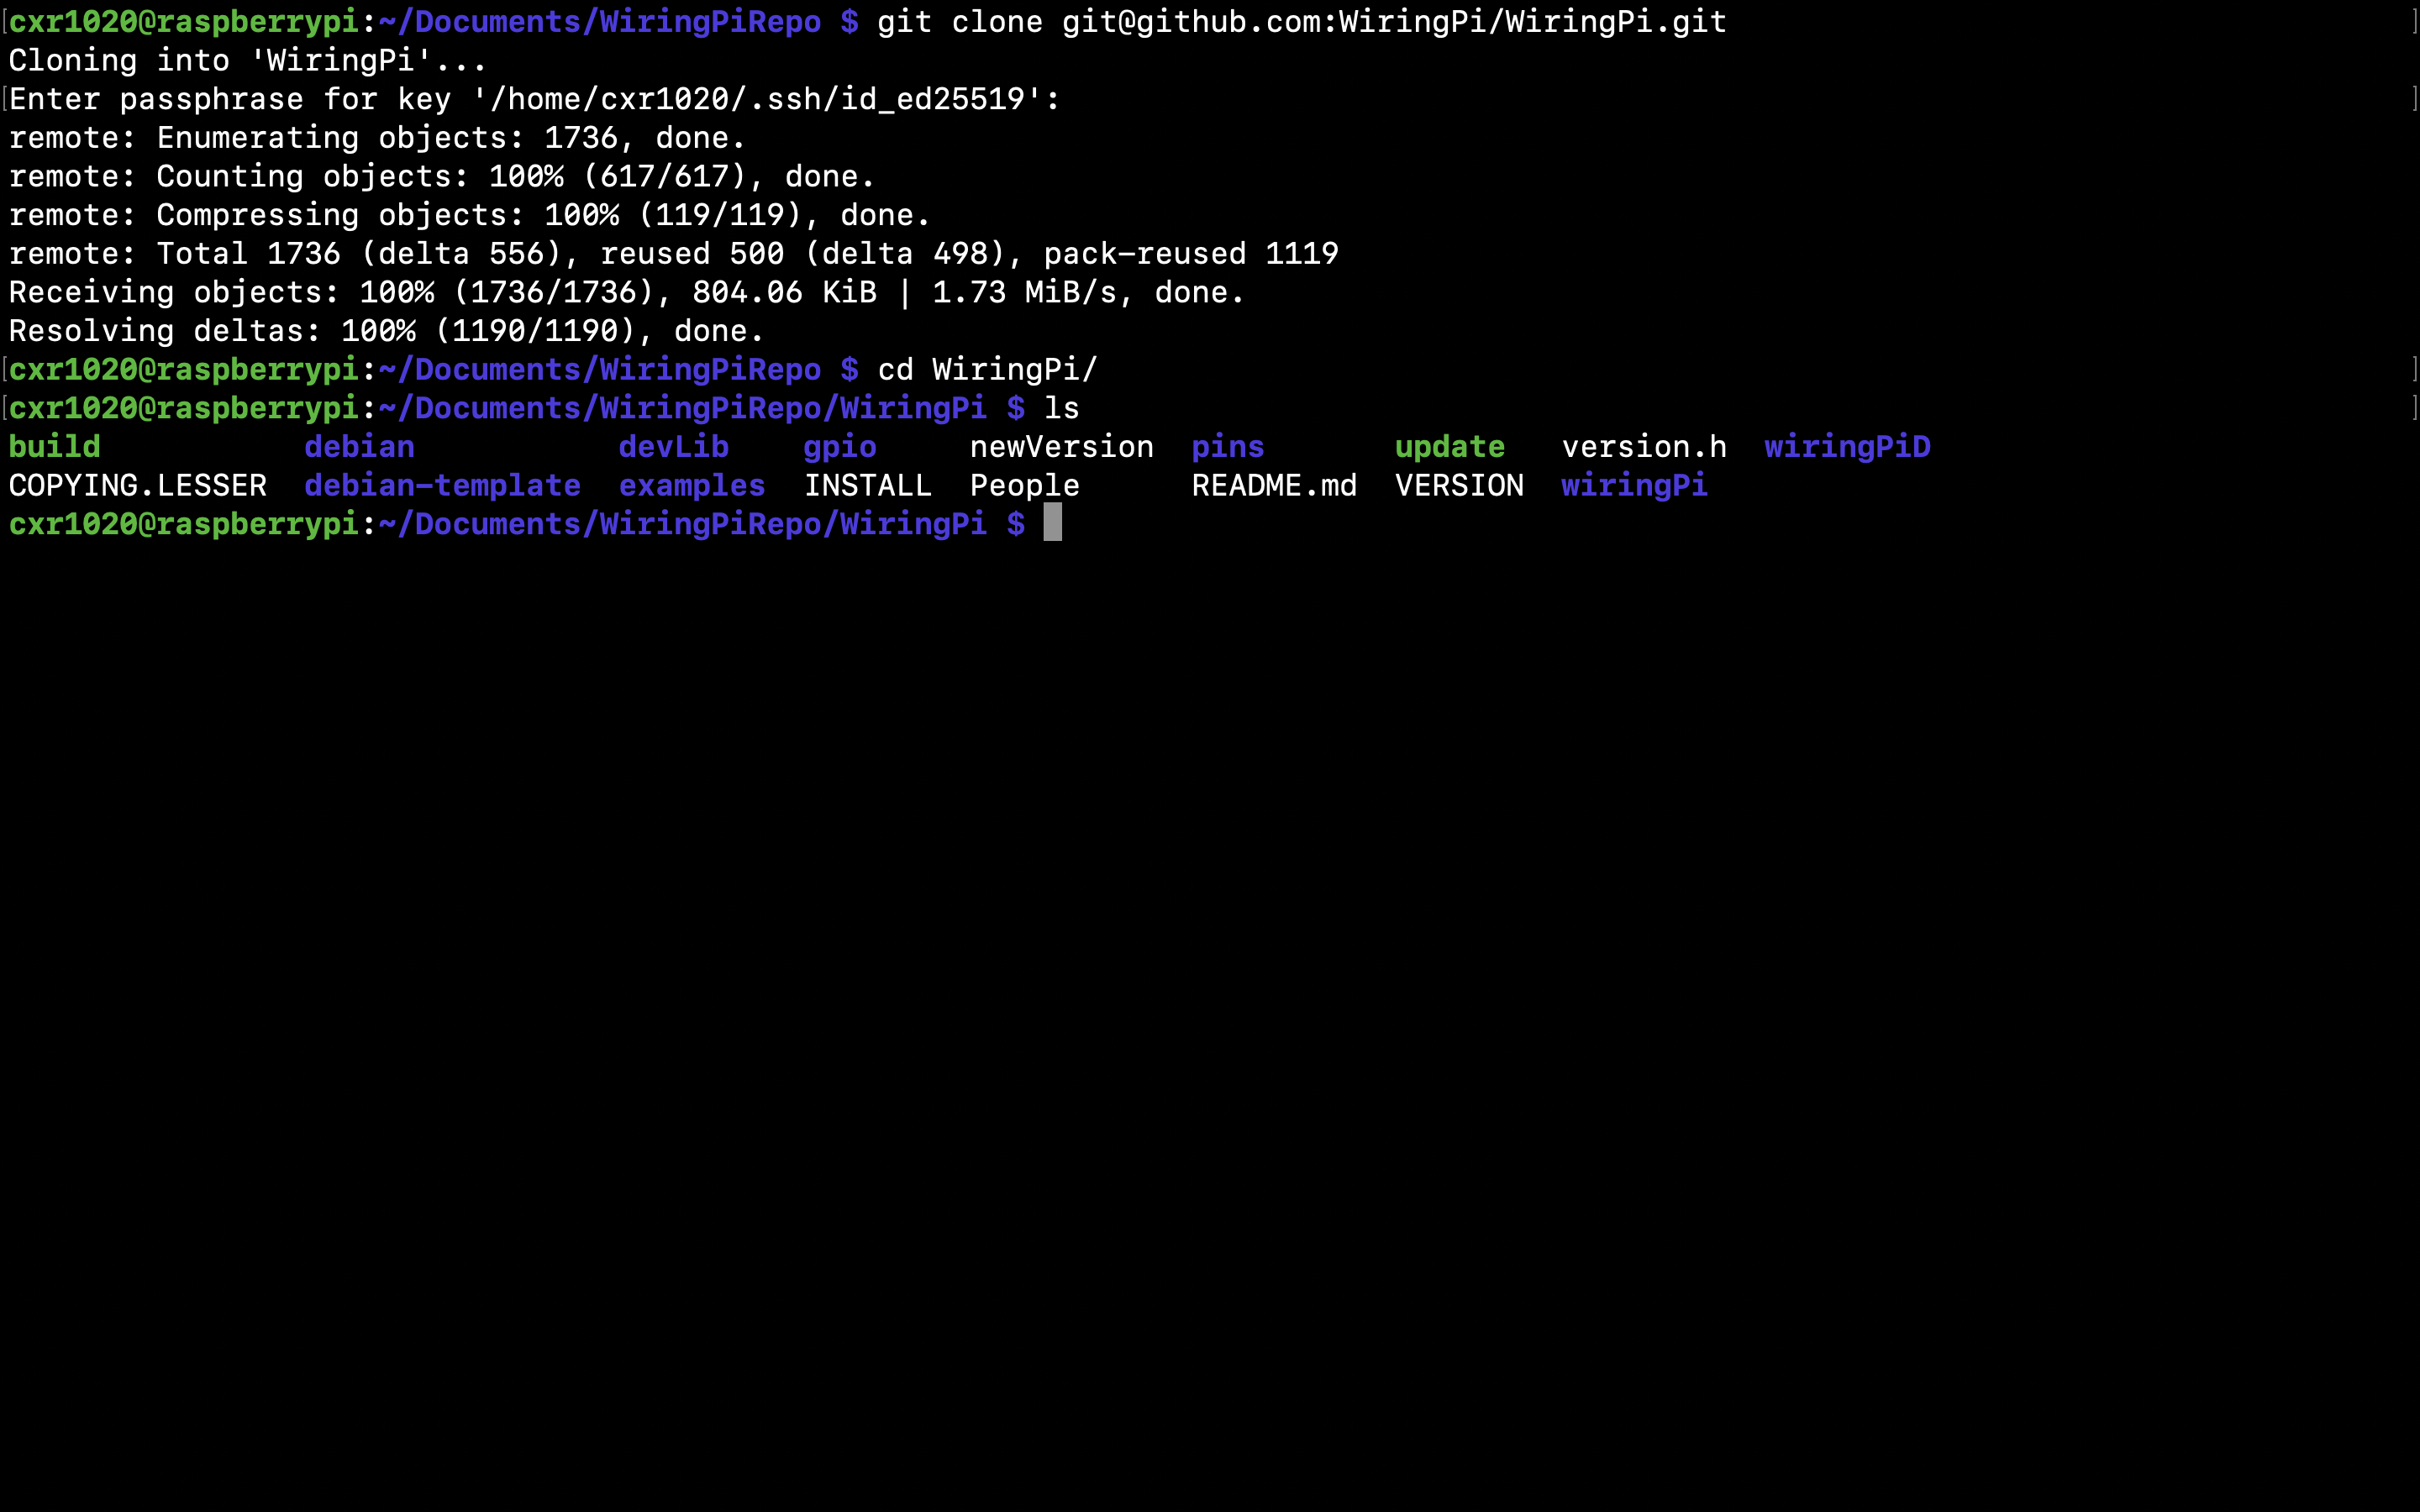 [cxr1020@raspberrypi:~/Documents/WiringPiRepo $ git clone git@github.com:WiringPi/WiringPi.git ]
Cloning into 'WiringPi'...
[Enter passphrase for key '/home/cxr1020/.ssh/id_ed25519': ]
remote: Enumerating objects: 1736, done.
remote: Counting objects: 100% (617/617), done.
remote: Compressing objects: 100% (119/119), done.
remote: Total 1736 (delta 556), reused 500 (delta 498), pack-reused 1119
Receiving objects: 100% (1736/1736), 804.06 KiB | 1.73 MiB/s, done.
Resolving deltas: 100% (1190/1190), done.
[cxr1020@raspberrypi:~/Documents/WiringPiRepo $ cd WiringPi/ ]
[cxr1020@raspberrypi:~/Documents/WiringPiRepo/WiringPi $ ls ]
build debian devLib gpio newVersion pins update version.h wiringPiD
COPYING.LESSER debian-template examples INSTALL People README.md VERSION wiringPi
cxr1020@raspberrypi:~/Documents/WiringPiRepo/WiringPi $